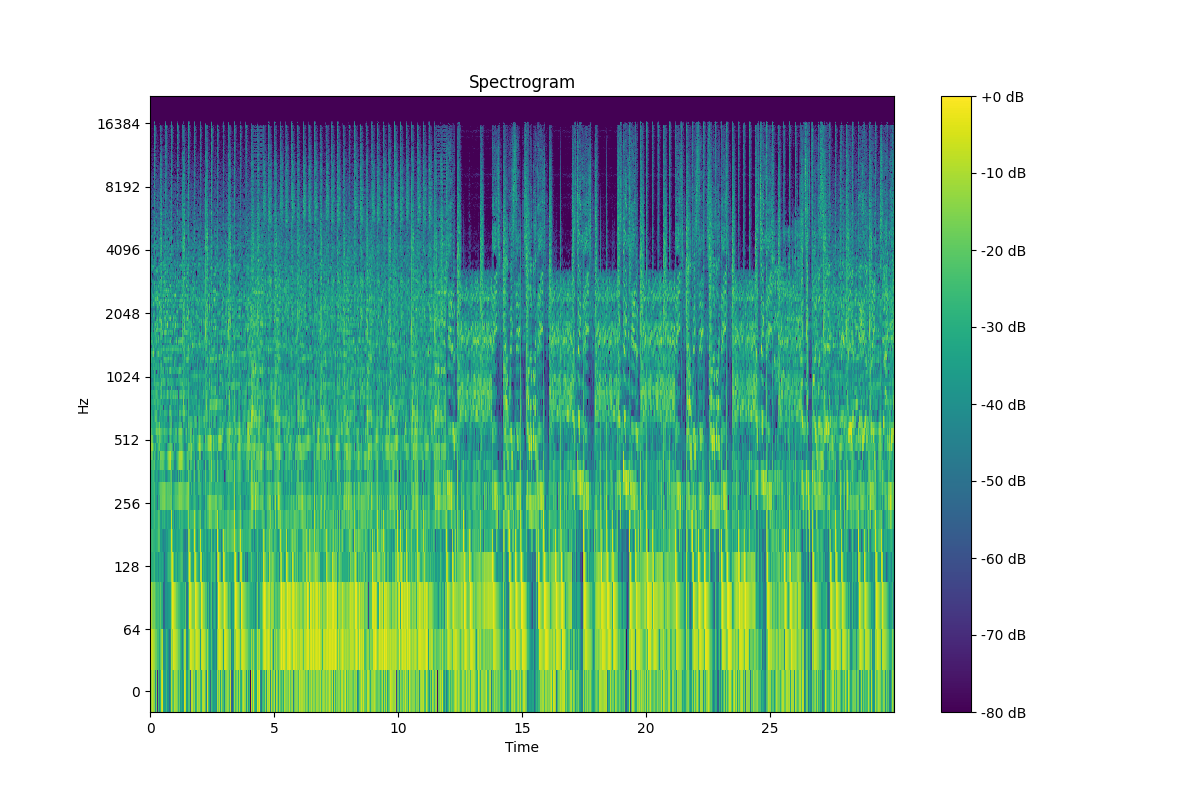 Spectrogram
+0 dB
16384
-10 dB
8192
-20 dB
4096
2048
-30 dB
1024
-40 dB
Hz
512
-50 dB
256
-60 dB
128
64
-70 dB
0
-80 dB
0 5 10 15 20 25
Time